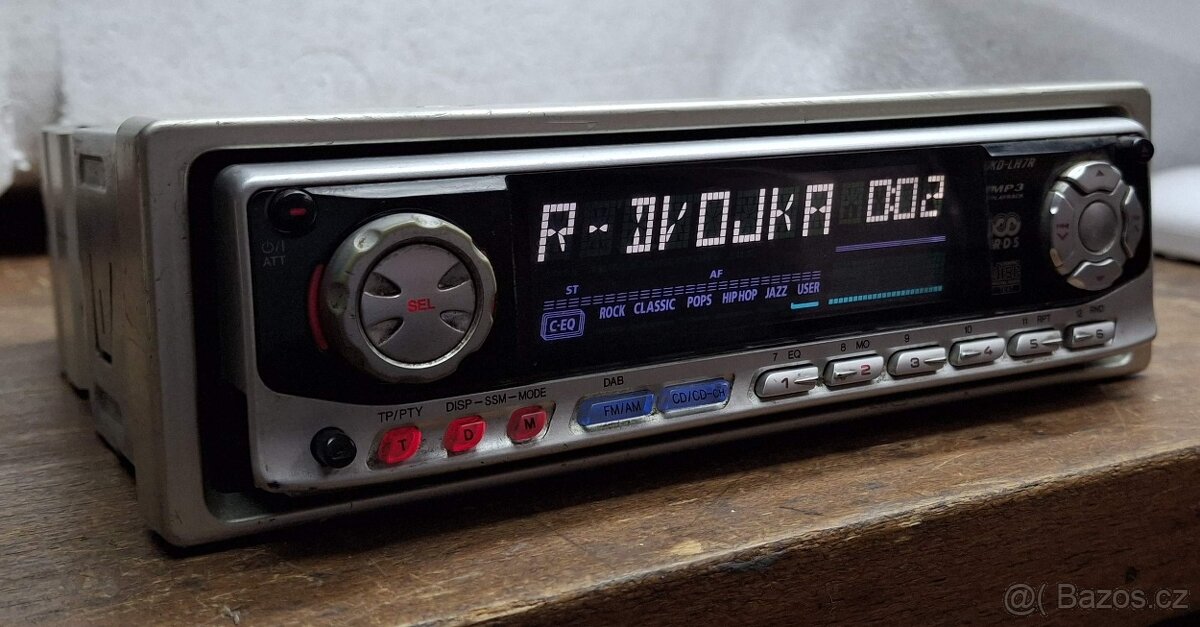 KD-LH7R
R-DVOJKA 002
MP3
RDS
⏻/I
ATT
SEL
AF
ST
C-EQ ROCK CLASSIC POPS HIP HOP JAZZ USER
TP/PTY DISP-SSM-MODE DAB
7 EQ 8 MO 9 10 11 RPT 12 RND
T D M FM/AM CD/CD-CH 1 2 3 4 5 6
@( Bazos.cz